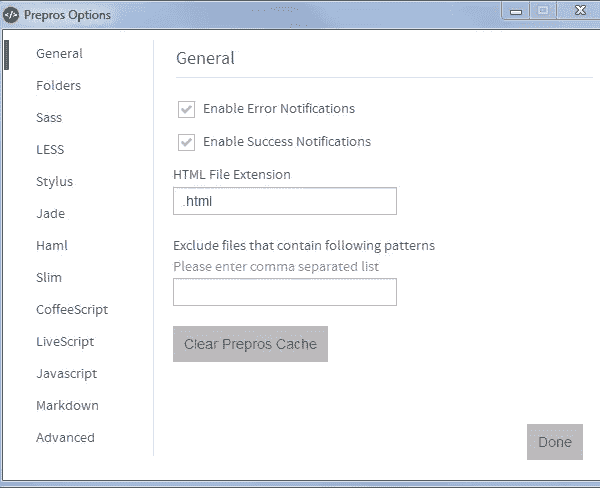 Prepros Options
General
Folders
Sass
LESS
Stylus
Jade
Haml
Slim
CoffeeScript
LiveScript
Javascript
Markdown
Advanced
General
Enable Error Notifications
Enable Success Notifications
HTML File Extension
.html
Exclude files that contain following patterns
Please enter comma separated list
Clear Prepros Cache
Done